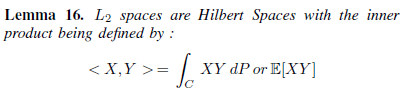 Lemma 16. L₂ spaces are Hilbert Spaces with the inner
product being defined by :
< X, Y >= ∫_C XY dP or 𝔼[XY]